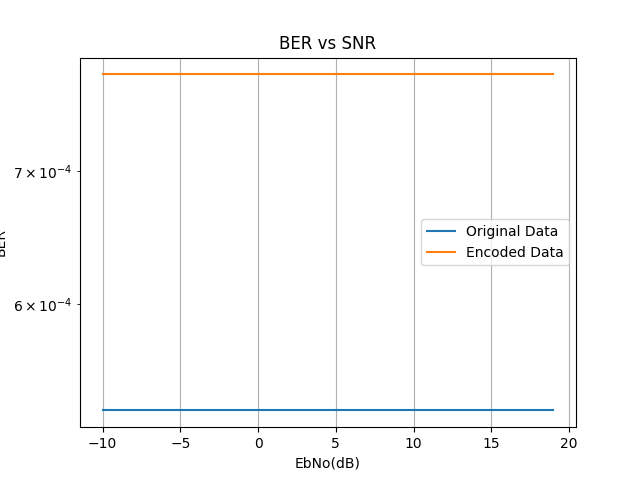 BER vs SNR
7 × 10⁻⁴
BER
Original Data
Encoded Data
6 × 10⁻⁴
−10 −5 0 5 10 15 20
EbNo(dB)